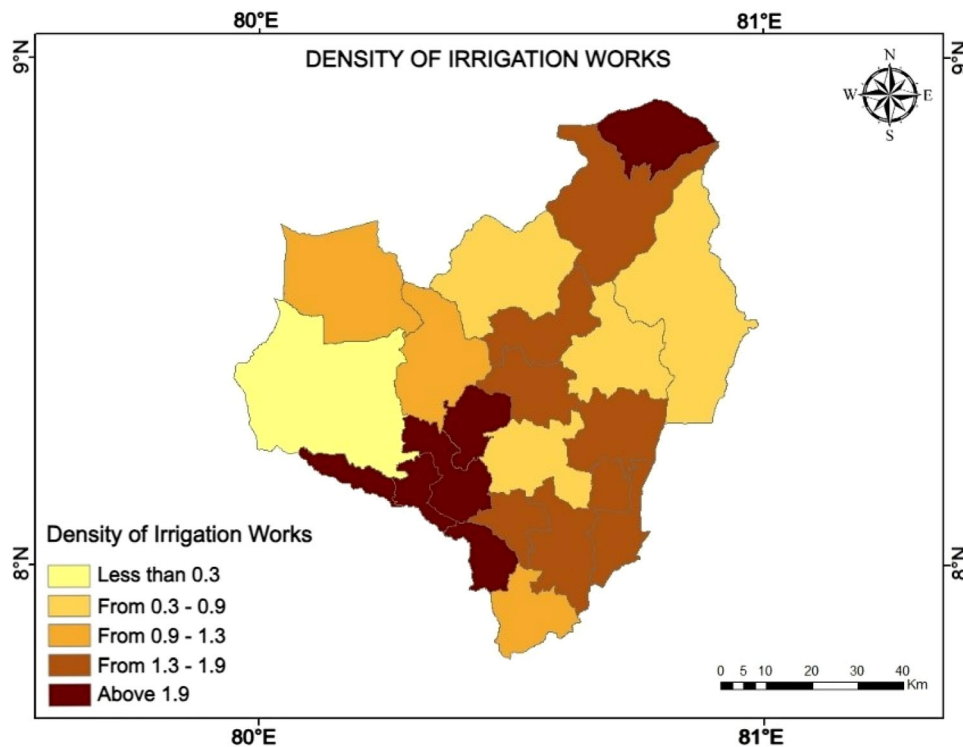 80°E 81°E
9°N 9°N
DENSITY OF IRRIGATION WORKS
N
W E
S
Density of Irrigation Works
Less than 0.3
From 0.3 - 0.9
From 0.9 - 1.3
From 1.3 - 1.9
Above 1.9
8°N 8°N
0 5 10 20 30 40
Km
80°E 81°E